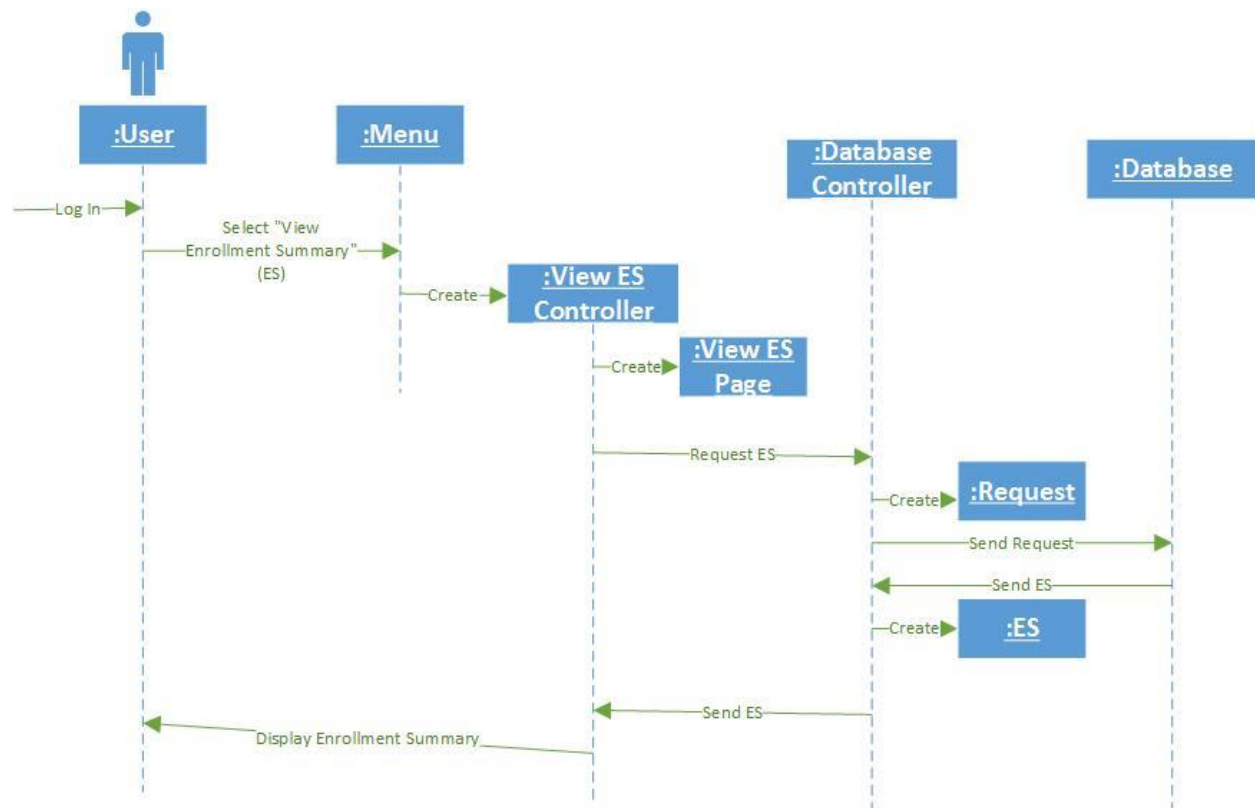 :User
:Menu
:Database
Controller
:Database
Log In
Select "View
Enrollment Summary"
(ES)
Create
:View ES
Controller
Create
:View ES
Page
Request ES
Create
:Request
Send Request
Send ES
Create
:ES
Send ES
Display Enrollment Summary